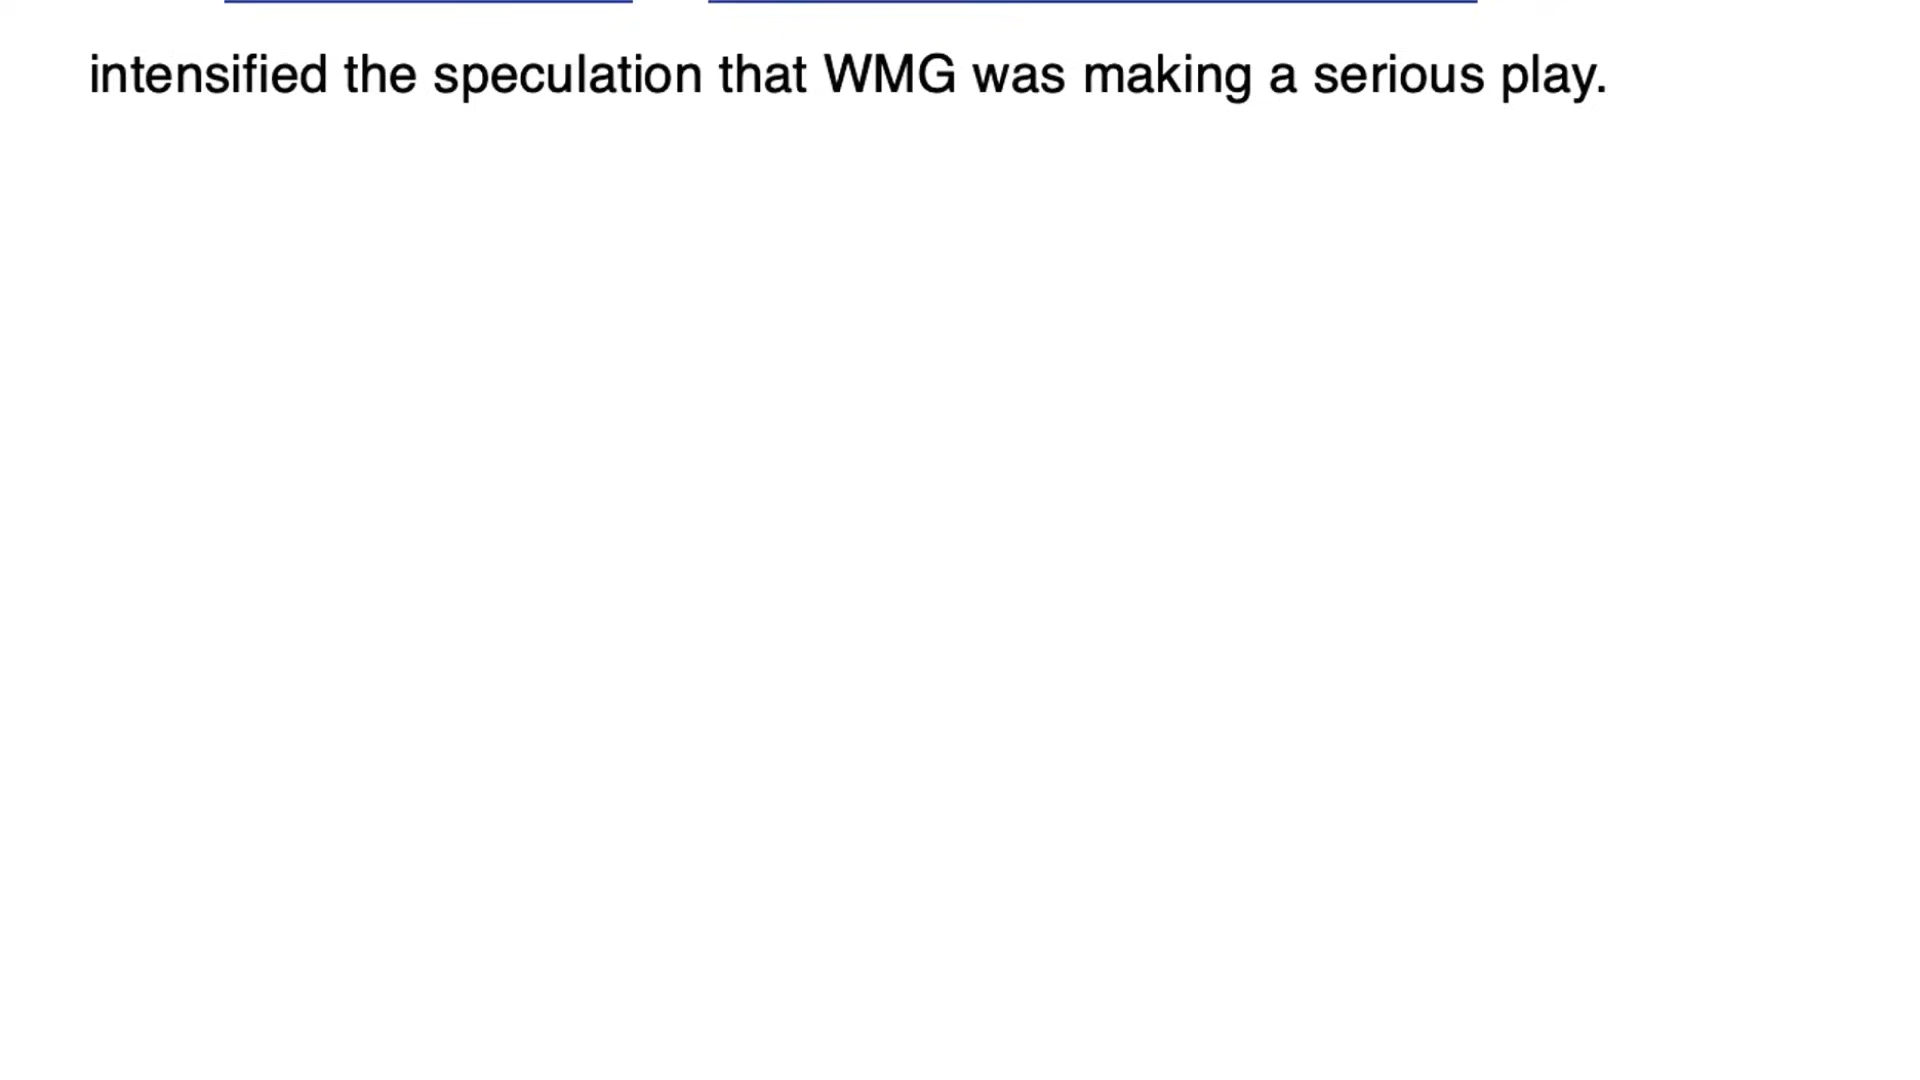 intensified the speculation that WMG was making a serious play.